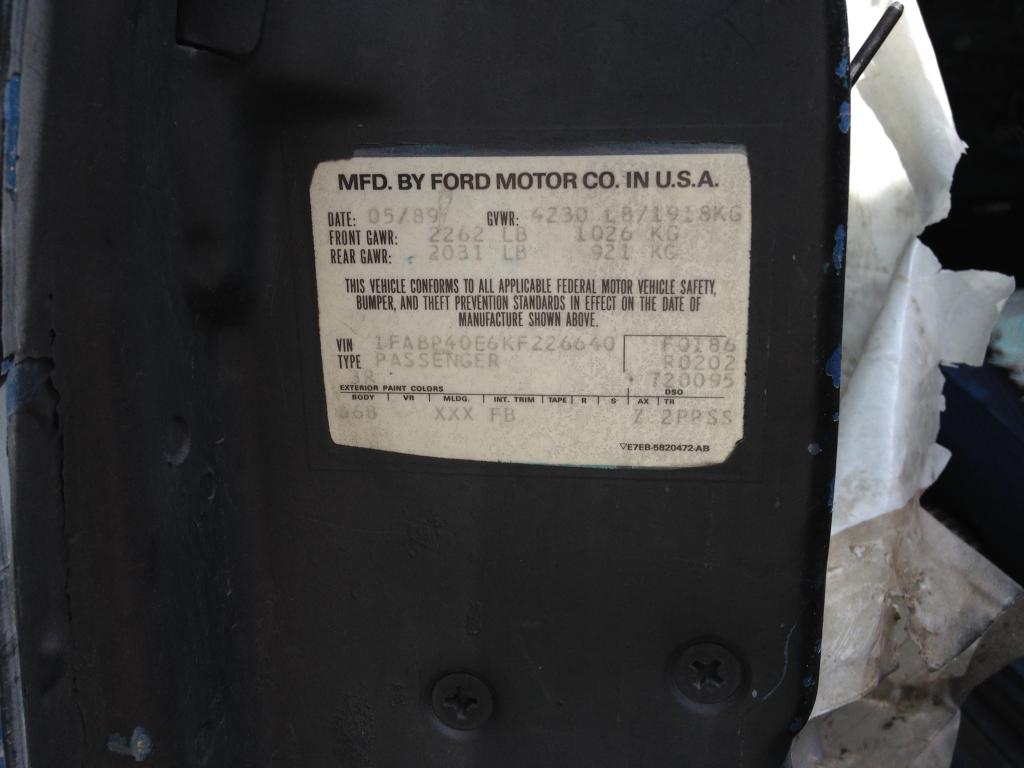 MFD. BY FORD MOTOR CO. IN U.S.A.
DATE: 05/89 GVWR: 4230 LB/1918KG
FRONT GAWR: 2262 LB 1026 KG
REAR GAWR: 2031 LB 921 KG
THIS VEHICLE CONFORMS TO ALL APPLICABLE FEDERAL MOTOR VEHICLE SAFETY,
BUMPER, AND THEFT PREVENTION STANDARDS IN EFFECT ON THE DATE OF
MANUFACTURE SHOWN ABOVE.
VIN 1FABP40E6KF226640 F0186
TYPE PASSENGER R0202
38 720095
EXTERIOR PAINT COLORS DSO
BODY VR MLDG. INT. TRIM TAPE R S AX TR
XXX FB Z 2PPSS
E7EB-5820472-AB